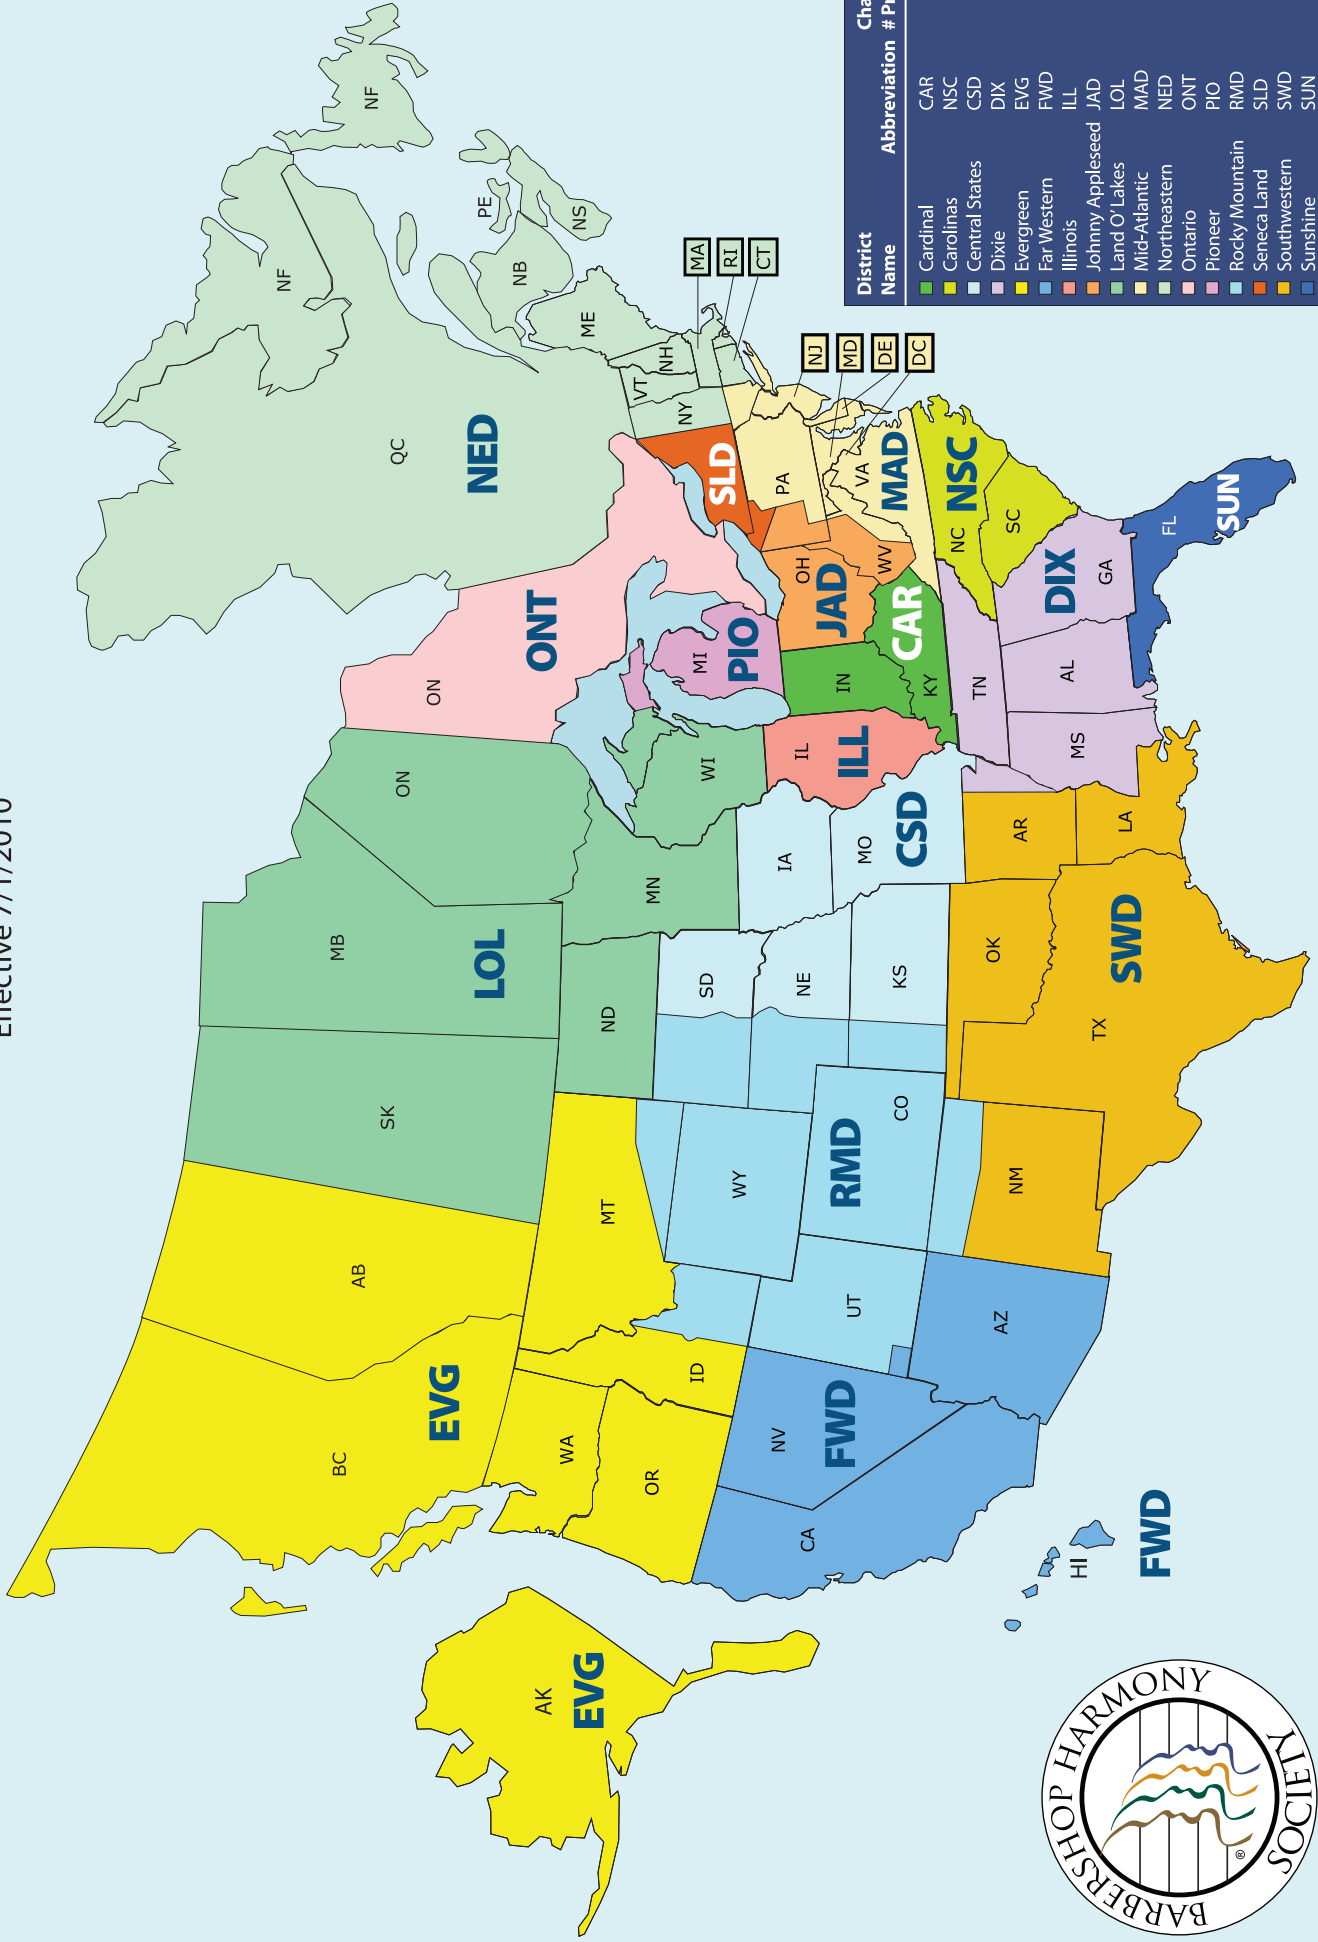 Effective 7/1/2010
NF
NF
QC
NED
PE
NB
NS
ME
NH
VT
NY
MA
RI
CT
ONT
ON
ON
MB
LOL
SK
AB
BC
EVG
AK
EVG
WA
OR
ID
MT
ND
MN
WI
MI
PIO
SLD
PA
NJ
MD
DE
DC
VA
MAD
WV
OH
JAD
CAR
IN
KY
IL
ILL
IA
MO
CSD
SD
NE
KS
WY
RMD
CO
UT
NV
FWD
CA
AZ
NM
TX
SWD
OK
AR
LA
MS
AL
TN
GA
DIX
NC
NSC
SC
FL
SUN
HI
FWD
District Cha
Name Abbreviation # Pr
Cardinal CAR
Carolinas NSC
Central States CSD
Dixie DIX
Evergreen EVG
Far Western FWD
Illinois ILL
Johnny Appleseed JAD
Land O' Lakes LOL
Mid-Atlantic MAD
Northeastern NED
Ontario ONT
Pioneer PIO
Rocky Mountain RMD
Seneca Land SLD
Southwestern SWD
Sunshine SUN
BARBERSHOP HARMONY SOCIETY
®